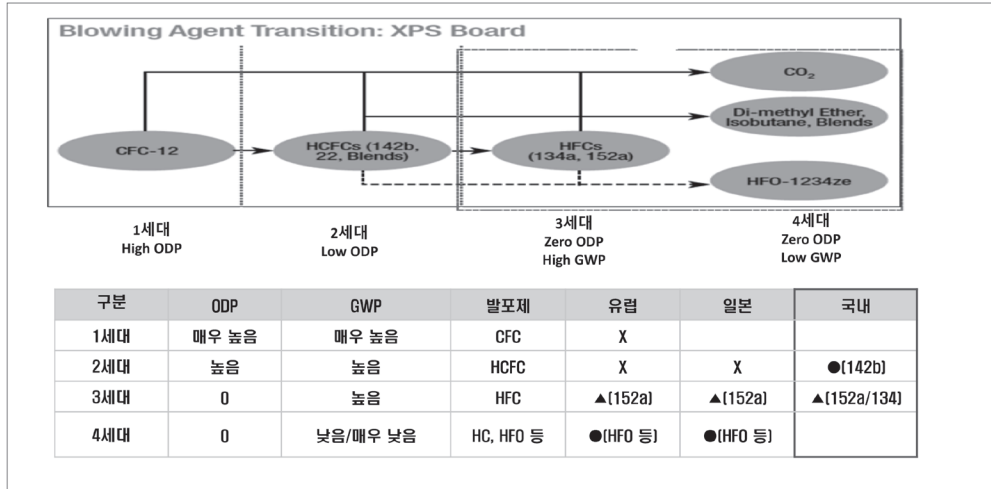 Blowing Agent Transition: XPS Board
CO₂
Di-methyl Ether,
Isobutane, Blends
CFC-12
HCFCs (142b,
22, Blends)
HFCs
(134a, 152a)
HFO-1234ze
1세대
High ODP
2세대
Low ODP
3세대
Zero ODP
High GWP
4세대
Zero ODP
Low GWP
구분 ODP GWP 발포제 유럽 일본 국내
1세대 매우 높음 매우 높음 CFC X
2세대 높음 높음 HCFC X X ●(142b)
3세대 0 높음 HFC ▲(152a) ▲(152a) ▲(152a/134)
4세대 0 낮음/매우 낮음 HC, HFO 등 ●(HFO 등) ●(HFO 등)